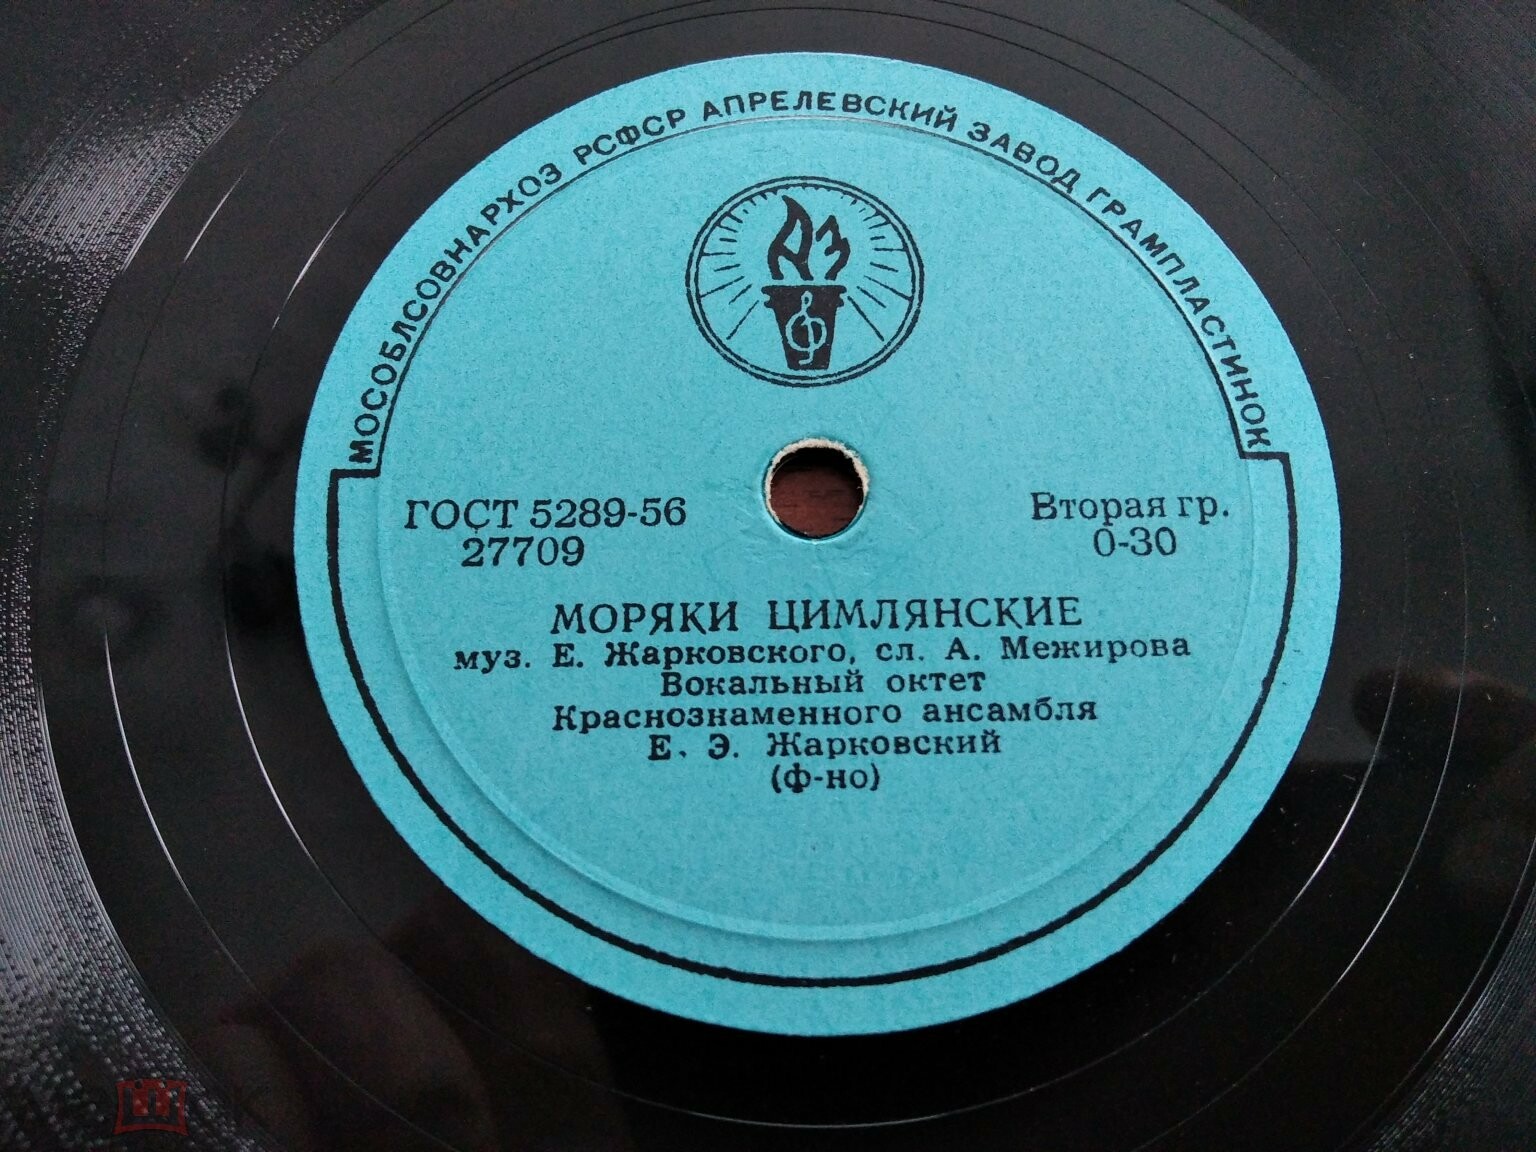 МОСОБЛСОВНАРХОЗ РСФСР АПРЕЛЕВСКИЙ ЗАВОД ГРАМПЛАСТИНОК
АЗ
ГОСТ 5289-56
27709
Вторая гр.
0-30
МОРЯКИ ЦИМЛЯНСКИЕ
муз. Е. Жарковского, сл. А. Межирова
Вокальный октет
Краснознаменного ансамбля
Е. Э. Жарковский
(ф-но)